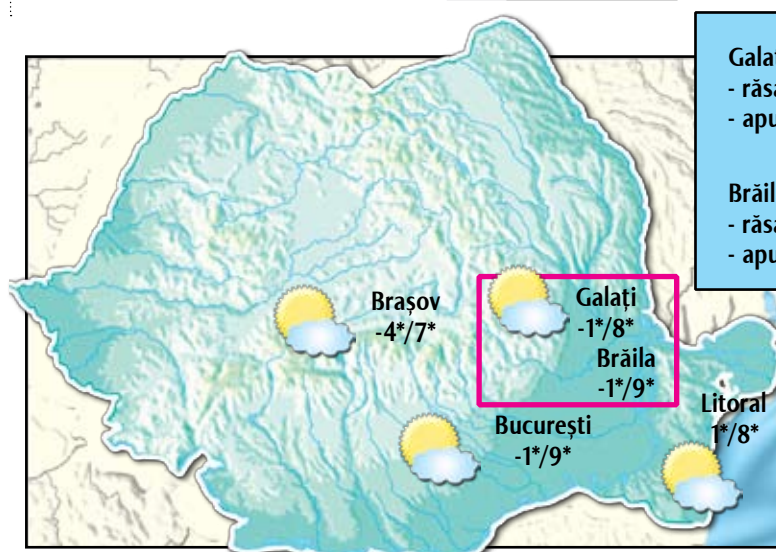 Brașov
-4*/7*
Galați
-1*/8*
Brăila
-1*/9*
București
-1*/9*
Litoral
1*/8*